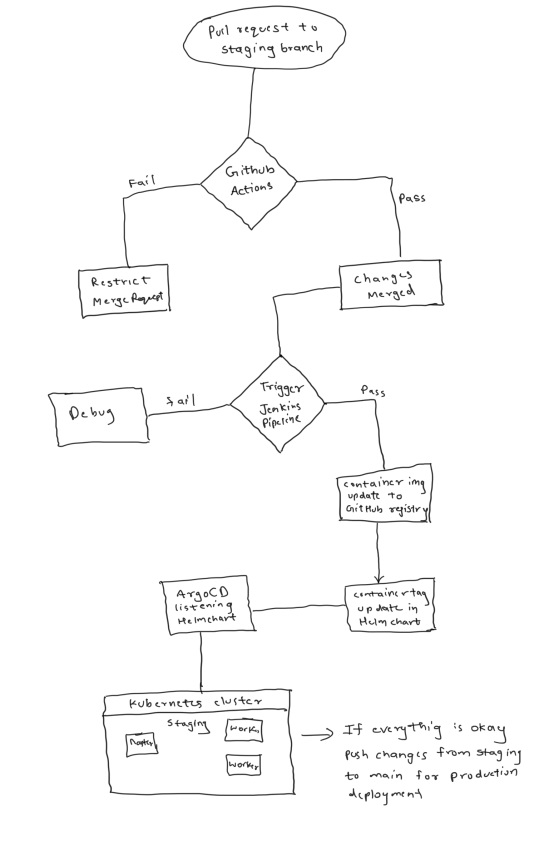 Pull request to
staging branch
Github
Actions
Fail
Pass
Restrict
Merge Request
Changes
Merged
Trigger
Jenkins
Pipeline
fail
Pass
Debug
container img
update to
GitHub registry
container tag
update in
Helm chart
ArgoCD
listening
Helmchart
Kubernetes cluster
Staging
Master
worker
worker
If everythig is okay
push changes from staging
to main for production
deployment